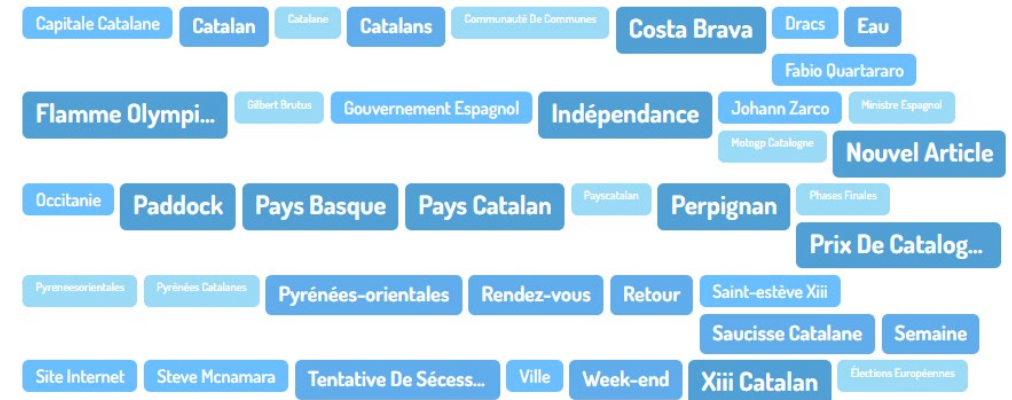 Capitale Catalane Catalan Catalane Catalans Communauté De Communes Costa Brava Dracs Eau
Fabio Quartararo
Flamme Olympi... Gilbert Brutus Gouvernement Espagnol Indépendance Johann Zarco Ministre Espagnol
Motogp Catalogne Nouvel Article
Occitanie Paddock Pays Basque Pays Catalan Payscatalan Perpignan Phases Finales
Prix De Catalog...
Pyreneesorientales Pyrénées Catalanes Pyrénées-orientales Rendez-vous Retour Saint-estève Xiii
Saucisse Catalane Semaine
Site Internet Steve Mcnamara Tentative De Sécess... Ville Week-end Xiii Catalan Élections Européennes